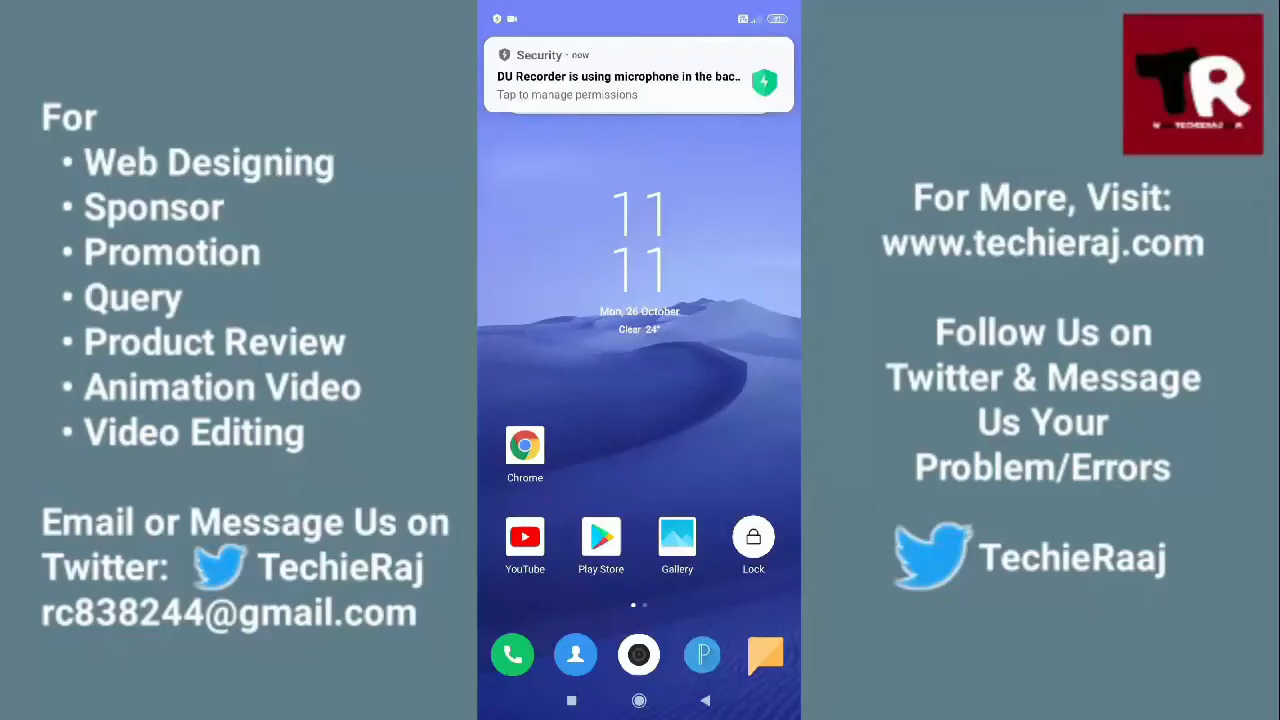 For
• Web Designing
• Sponsor
• Promotion
• Query
• Product Review
• Animation Video
• Video Editing
Email or Message Us on
Twitter: TechieRaj
rc838244@gmail.com
Security • now
DU Recorder is using microphone in the bac..
Tap to manage permissions
11
11
Mon, 26 October
Clear 24°
Chrome
YouTube
Play Store
Gallery
Lock
TR
For More, Visit:
www.techieraj.com
Follow Us on
Twitter & Message
Us Your
Problem/Errors
TechieRaaj